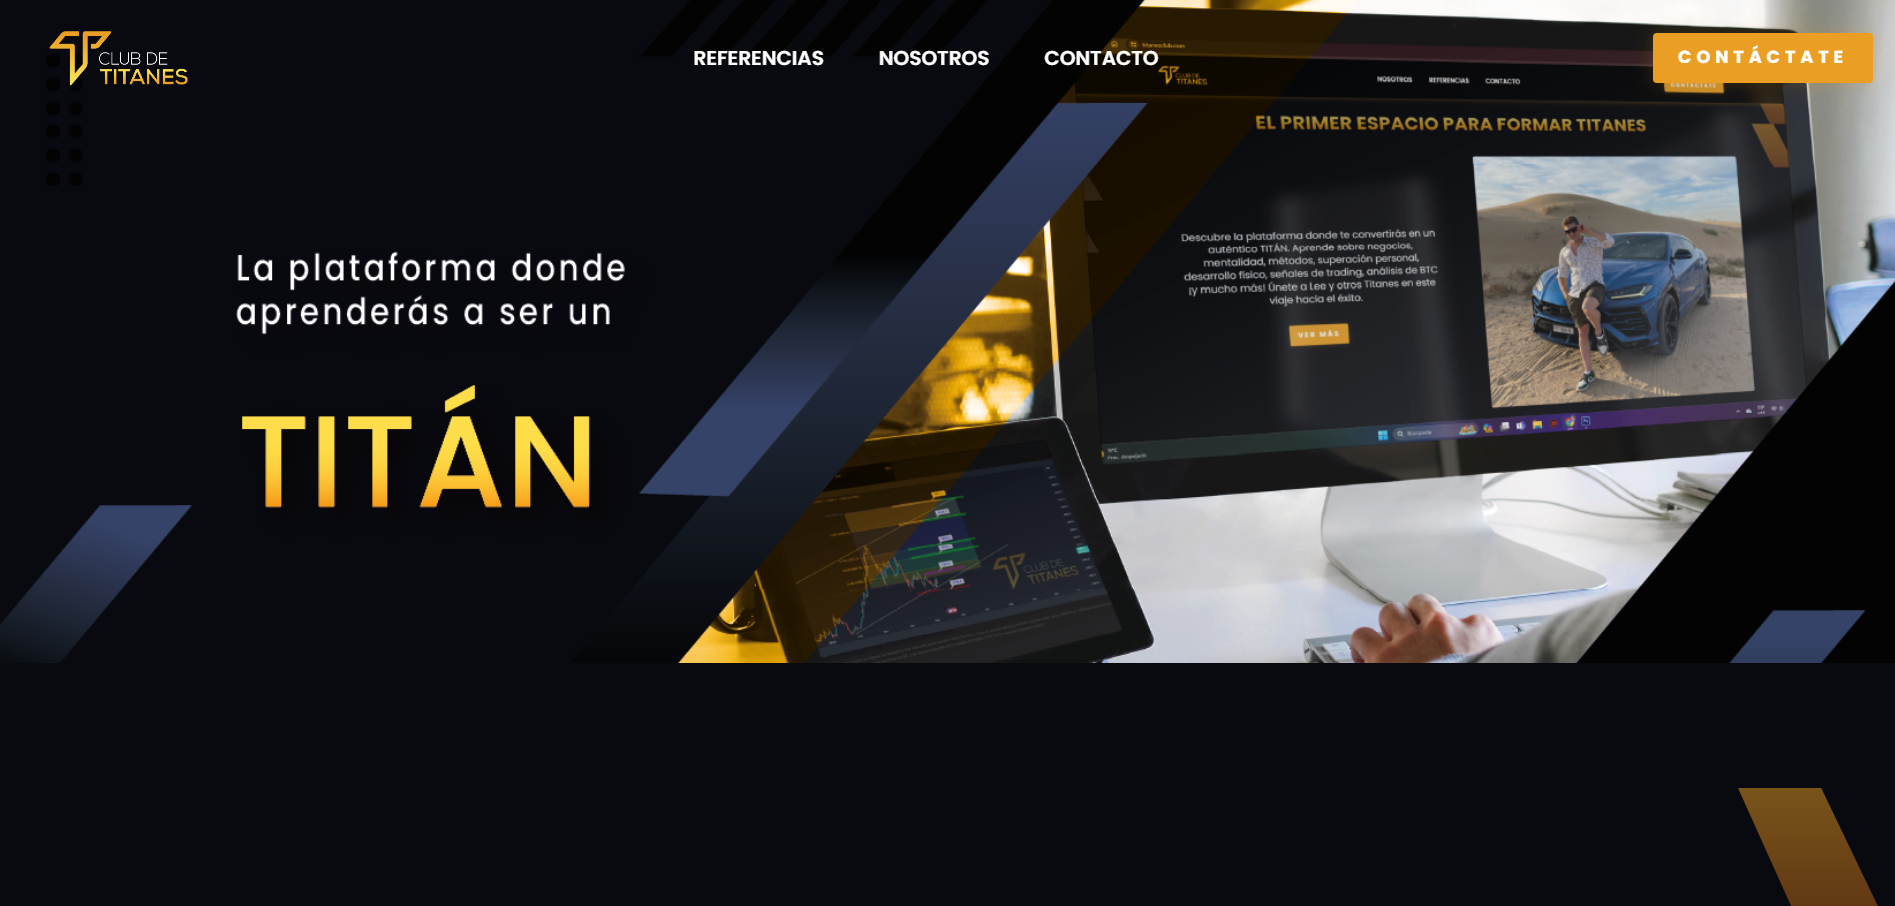 CLUB DE
TITANES
REFERENCIAS
NOSOTROS
CONTACTO
CONTÁCTATE
La plataforma donde
aprenderás a ser un
TITÁN
titanesclub.com
CLUB DE
TITANES
NOSOTROS
REFERENCIAS
CONTACTO
CONTÁCTATE
EL PRIMER ESPACIO PARA FORMAR TITANES
Descubre la plataforma donde te convertirás en un
auténtico TITÁN. Aprende sobre negocios,
mentalidad, métodos, superación personal,
desarrollo físico, señales de trading, análisis de BTC
¡y mucho más! Únete a Lee y otros Titanes en este
viaje hacia el éxito.
VER MÁS
Búsqueda
CLUB DE
TITANES